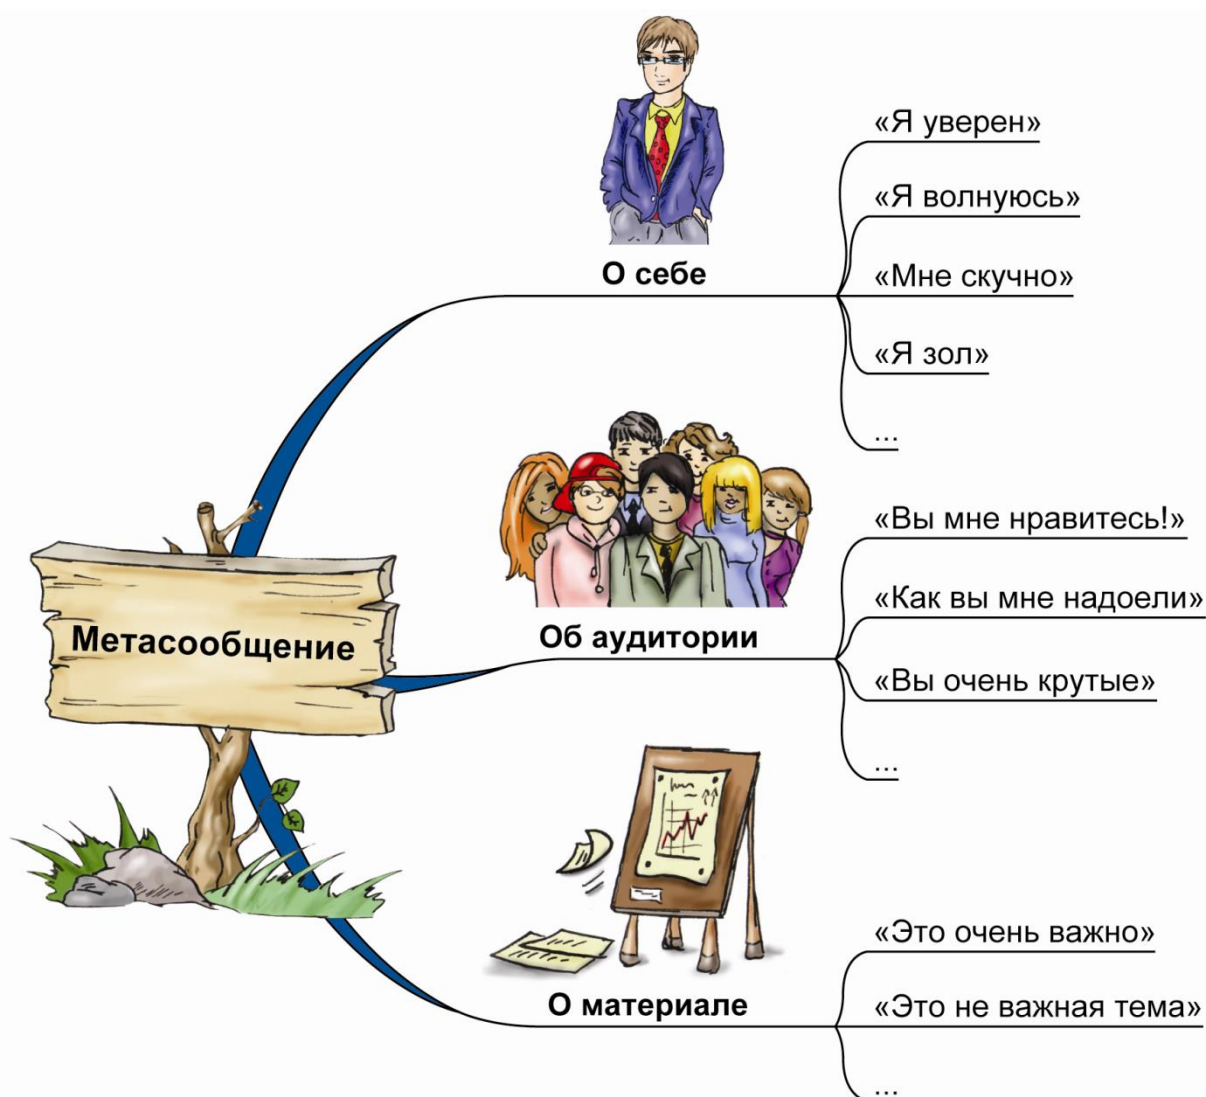 Метасообщение
О себе
«Я уверен»
«Я волнуюсь»
«Мне скучно»
«Я зол»
...
Об аудитории
«Вы мне нравитесь!»
«Как вы мне надоели»
«Вы очень крутые»
...
О материале
«Это очень важно»
«Это не важная тема»
...